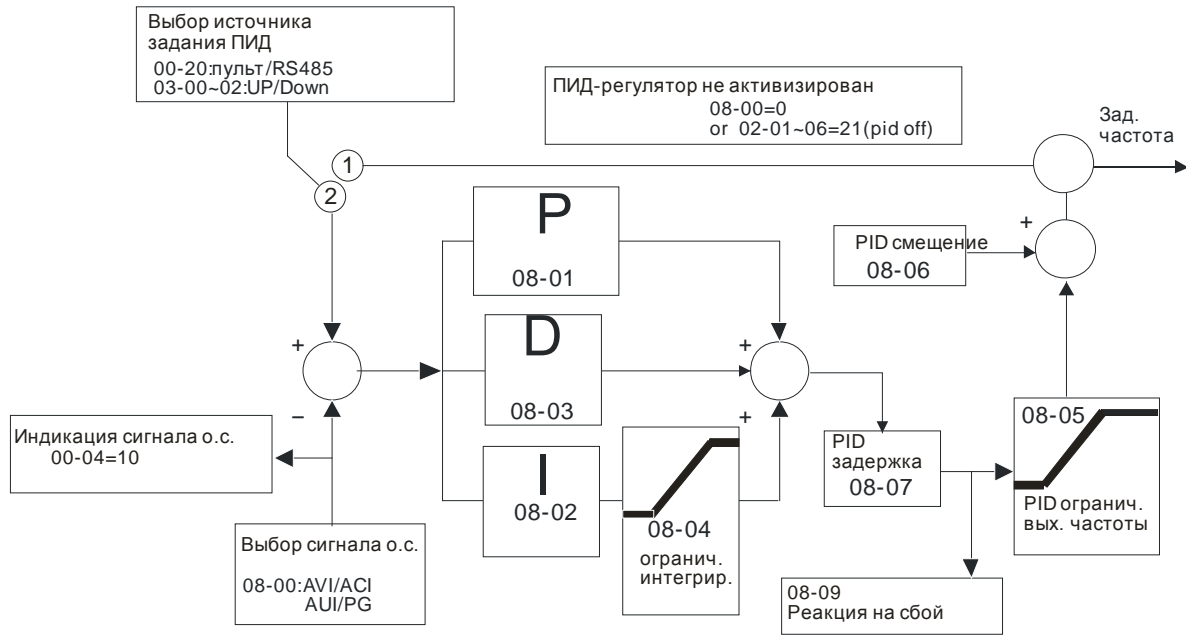 Выбор источника
задания ПИД
00-20:пульт/RS485
03-00~02:UP/Down
ПИД-регулятор не активизирован
08-00=0
or 02-01~06=21(pid off)
Зад.
частота
1
2
P
08-01
+
PID смещение
08-06
D
08-03
+
+
−
+
Индикация сигнала о.с.
00-04=10
I
08-02
08-04
огранич.
интегрир.
PID
задержка
08-07
08-05
PID огранич.
вых. частоты
Выбор сигнала о.с.
08-00:AVI/ACI
AUI/PG
08-09
Реакция на сбой